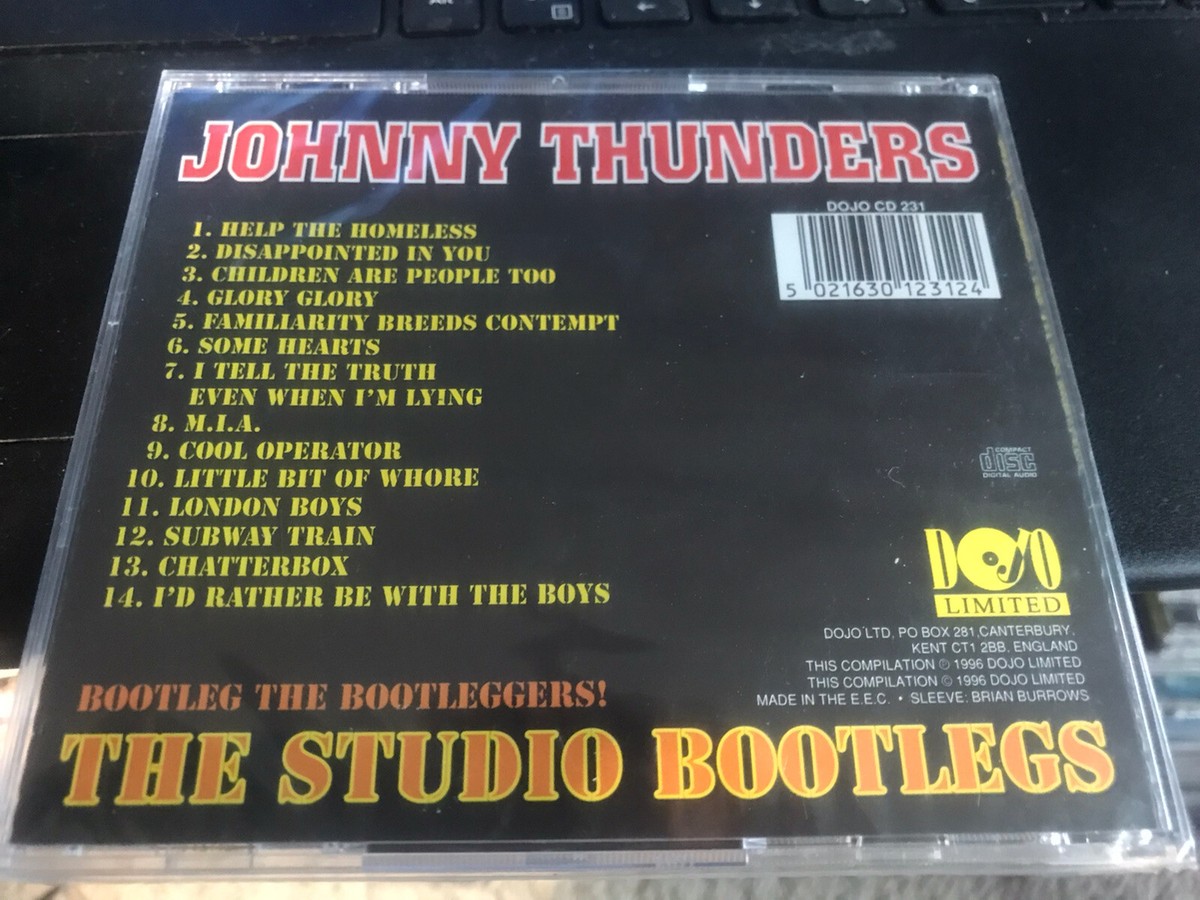 JOHNNY THUNDERS
DOJO CD 231
5 021630 123124
1. HELP THE HOMELESS
2. DISAPPOINTED IN YOU
3. CHILDREN ARE PEOPLE TOO
4. GLORY GLORY
5. FAMILIARITY BREEDS CONTEMPT
6. SOME HEARTS
7. I TELL THE TRUTH
EVEN WHEN I'M LYING
8. M.I.A.
9. COOL OPERATOR
10. LITTLE BIT OF WHORE
11. LONDON BOYS
12. SUBWAY TRAIN
13. CHATTERBOX
14. I'D RATHER BE WITH THE BOYS
COMPACT
disc
DIGITAL AUDIO
DOJO
LIMITED
DOJO LTD, PO BOX 281, CANTERBURY.
KENT CT1 2BB. ENGLAND
THIS COMPILATION ℗ 1996 DOJO LIMITED
THIS COMPILATION © 1996 DOJO LIMITED
MADE IN THE E.E.C. • SLEEVE: BRIAN BURROWS
BOOTLEG THE BOOTLEGGERS!
THE STUDIO BOOTLEGS